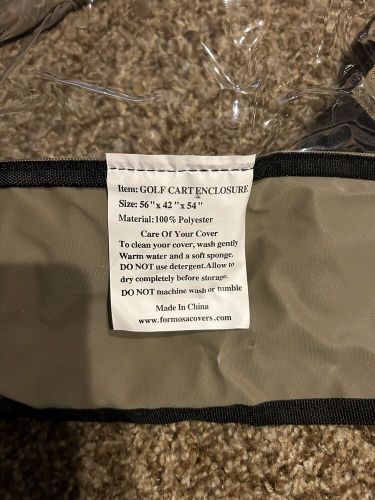 Item: GOLF CART ENCLOSURE
Size: 56" x 42" x 54"
Material: 100% Polyester
Care Of Your Cover
To clean your cover, wash gently
Warm water and a soft sponge.
DO NOT use detergent.Allow to
dry completely before storage.
DO NOT machine wash or tumble
Made In China
www.formosacovers.com